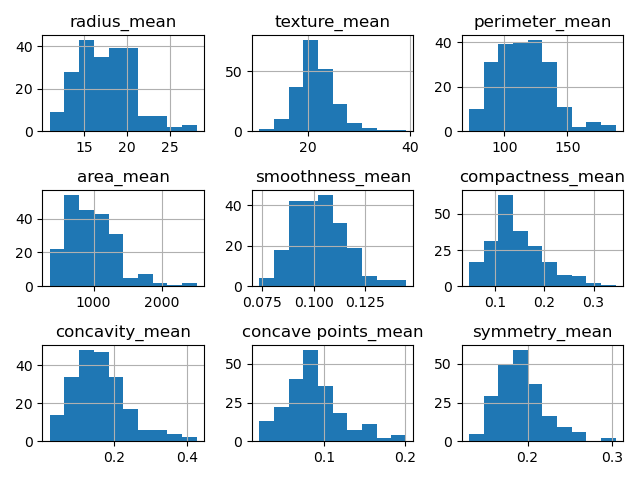 radius_mean texture_mean perimeter_mean
40 20 0 50 0 40 20 0
15 20 25 20 40 100 150
area_mean smoothness_mean compactness_mean
40 20 0 40 20 0 50 25 0
1000 2000 0.075 0.100 0.125 0.1 0.2 0.3
concavity_mean concave points_mean symmetry_mean
40 20 0 50 25 0 50 25 0
0.2 0.4 0.1 0.2 0.2 0.3